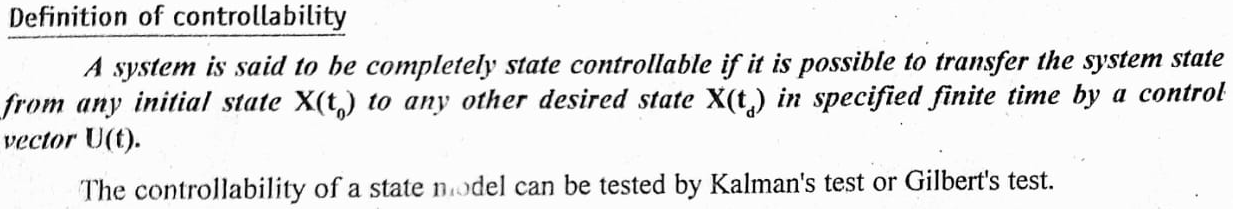 Definition of controllability
A system is said to be completely state controllable if it is possible to transfer the system state
from any initial state X(t₀) to any other desired state X(t_d) in specified finite time by a control
vector U(t).
The controllability of a state model can be tested by Kalman's test or Gilbert's test.